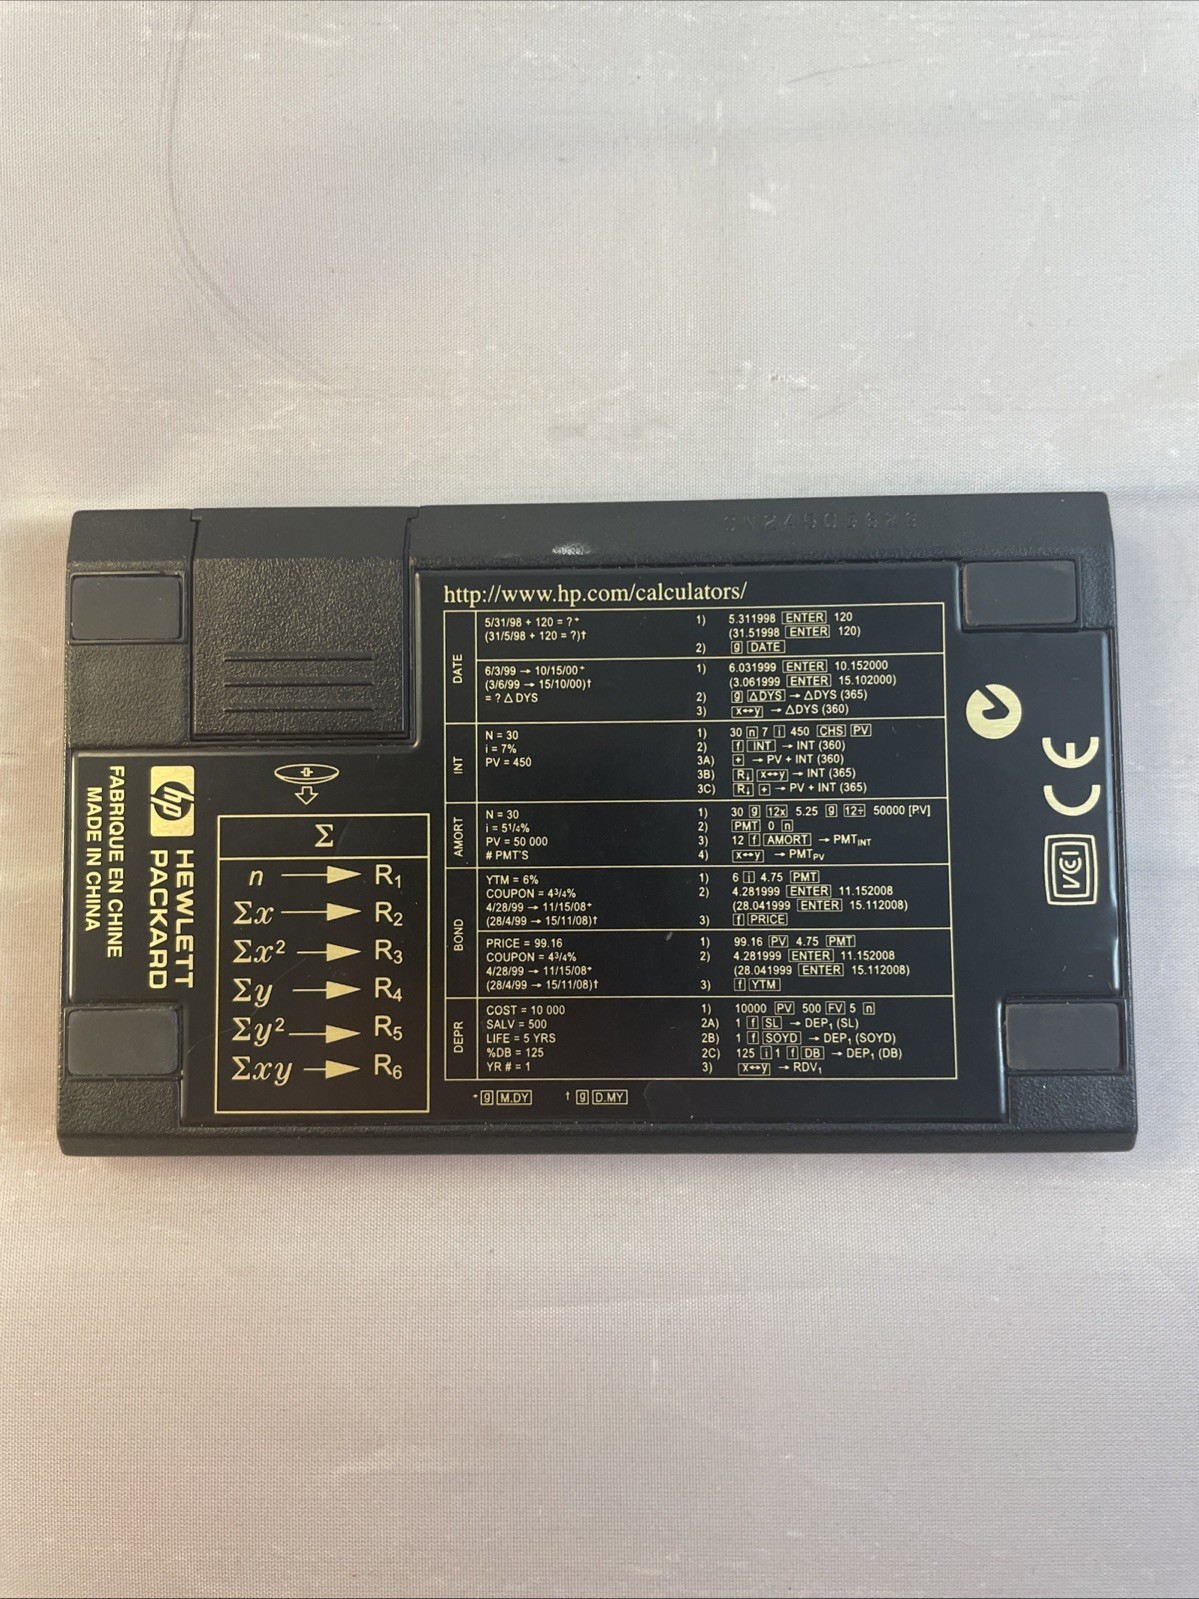 http://www.hp.com/calculators/
DATE
5/31/98 + 120 = ?*
(31/5/98 + 120 = ?)†
1) 5.311998 ENTER 120
(31.51998 ENTER 120)
2) g DATE
6/3/99 → 10/15/00*
(3/6/99 → 15/10/00)†
= ? Δ DYS
1) 6.031999 ENTER 10.152000
(3.061999 ENTER 15.102000)
2) g ΔDYS → ΔDYS (365)
3) x↔y → ΔDYS (360)
INT
N = 30
i = 7%
PV = 450
1) 30 n 7 i 450 CHS PV
2) f INT → INT (360)
3A) + → PV + INT (360)
3B) R↓ x↔y → INT (365)
3C) R↓ + → PV + INT (365)
AMORT
N = 30
i = 5 1/4%
PV = 50 000
# PMT'S
1) 30 g 12x 5.25 g 12÷ 50000 [PV]
2) PMT 0 n
3) 12 f AMORT → PMT INT
4) x↔y → PMT PV
BOND
YTM = 6%
COUPON = 4 3/4%
4/28/99 → 11/15/08*
(28/4/99 → 15/11/08)†
1) 6 i 4.75 PMT
2) 4.281999 ENTER 11.152008
(28.041999 ENTER 15.112008)
3) f PRICE
PRICE = 99.16
COUPON = 4 3/4%
4/28/99 → 11/15/08*
(28/4/99 → 15/11/08)†
1) 99.16 PV 4.75 PMT
2) 4.281999 ENTER 11.152008
(28.041999 ENTER 15.112008)
3) f YTM
DEPR
COST = 10 000
SALV = 500
LIFE = 5 YRS
%DB = 125
YR # = 1
1) 10000 PV 500 FV 5 n
2A) 1 f SL → DEP₁ (SL)
2B) 1 f SOYD → DEP₁ (SOYD)
2C) 125 i 1 f DB → DEP₁ (DB)
3) x↔y → RDV₁
* g M.DY † g D.MY
Σ
n → R₁
Σx → R₂
Σx² → R₃
Σy → R₄
Σy² → R₅
Σxy → R₆
hp HEWLETT
PACKARD
FABRIQUE EN CHINE
MADE IN CHINA
CE
VCI